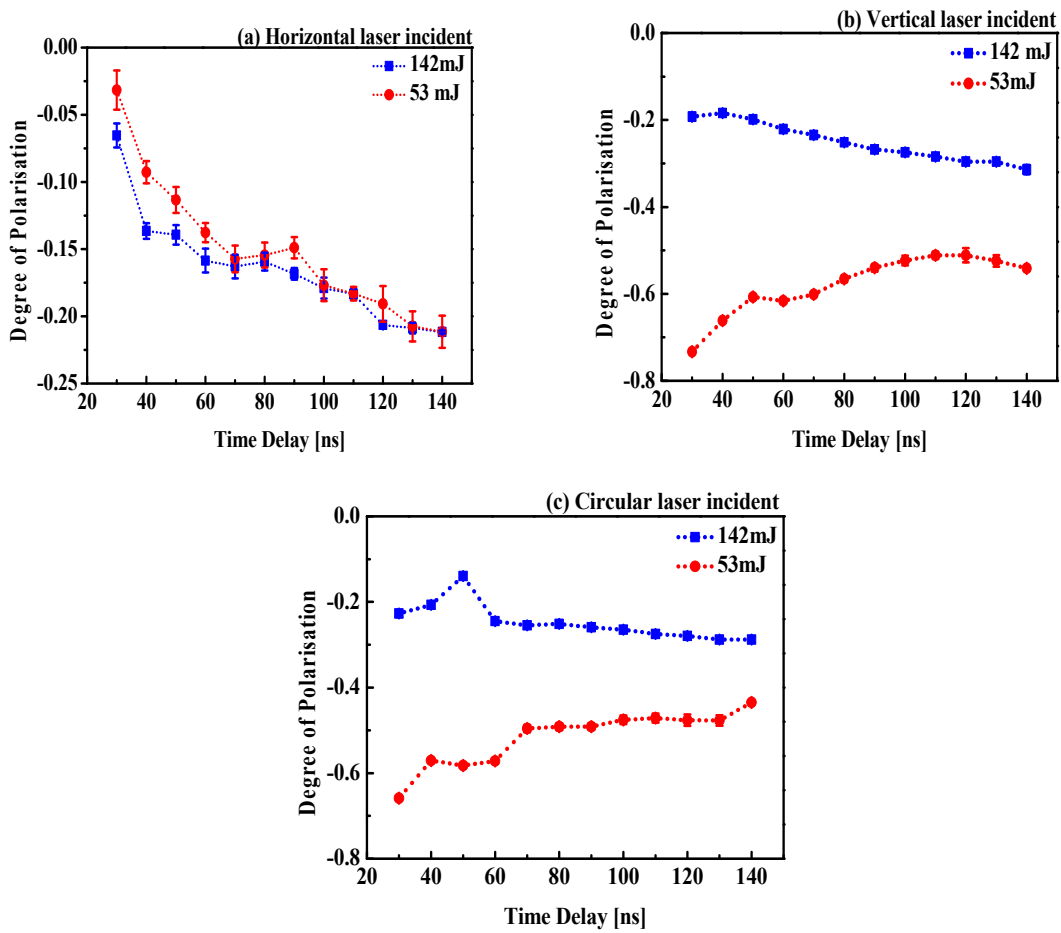 (a) Horizontal laser incident
142mJ
53 mJ
0.00
-0.05
-0.10
-0.15
-0.20
-0.25
Degree of Polarisation
20 40 60 80 100 120 140
Time Delay [ns]
(b) Vertical laser incident
142 mJ
53mJ
0.0
-0.2
-0.4
-0.6
-0.8
Degree of Polarisation
20 40 60 80 100 120 140
Time Delay [ns]
(c) Circular laser incident
142mJ
53mJ
0.0
-0.2
-0.4
-0.6
-0.8
Degree of Polarisation
20 40 60 80 100 120 140
Time Delay [ns]